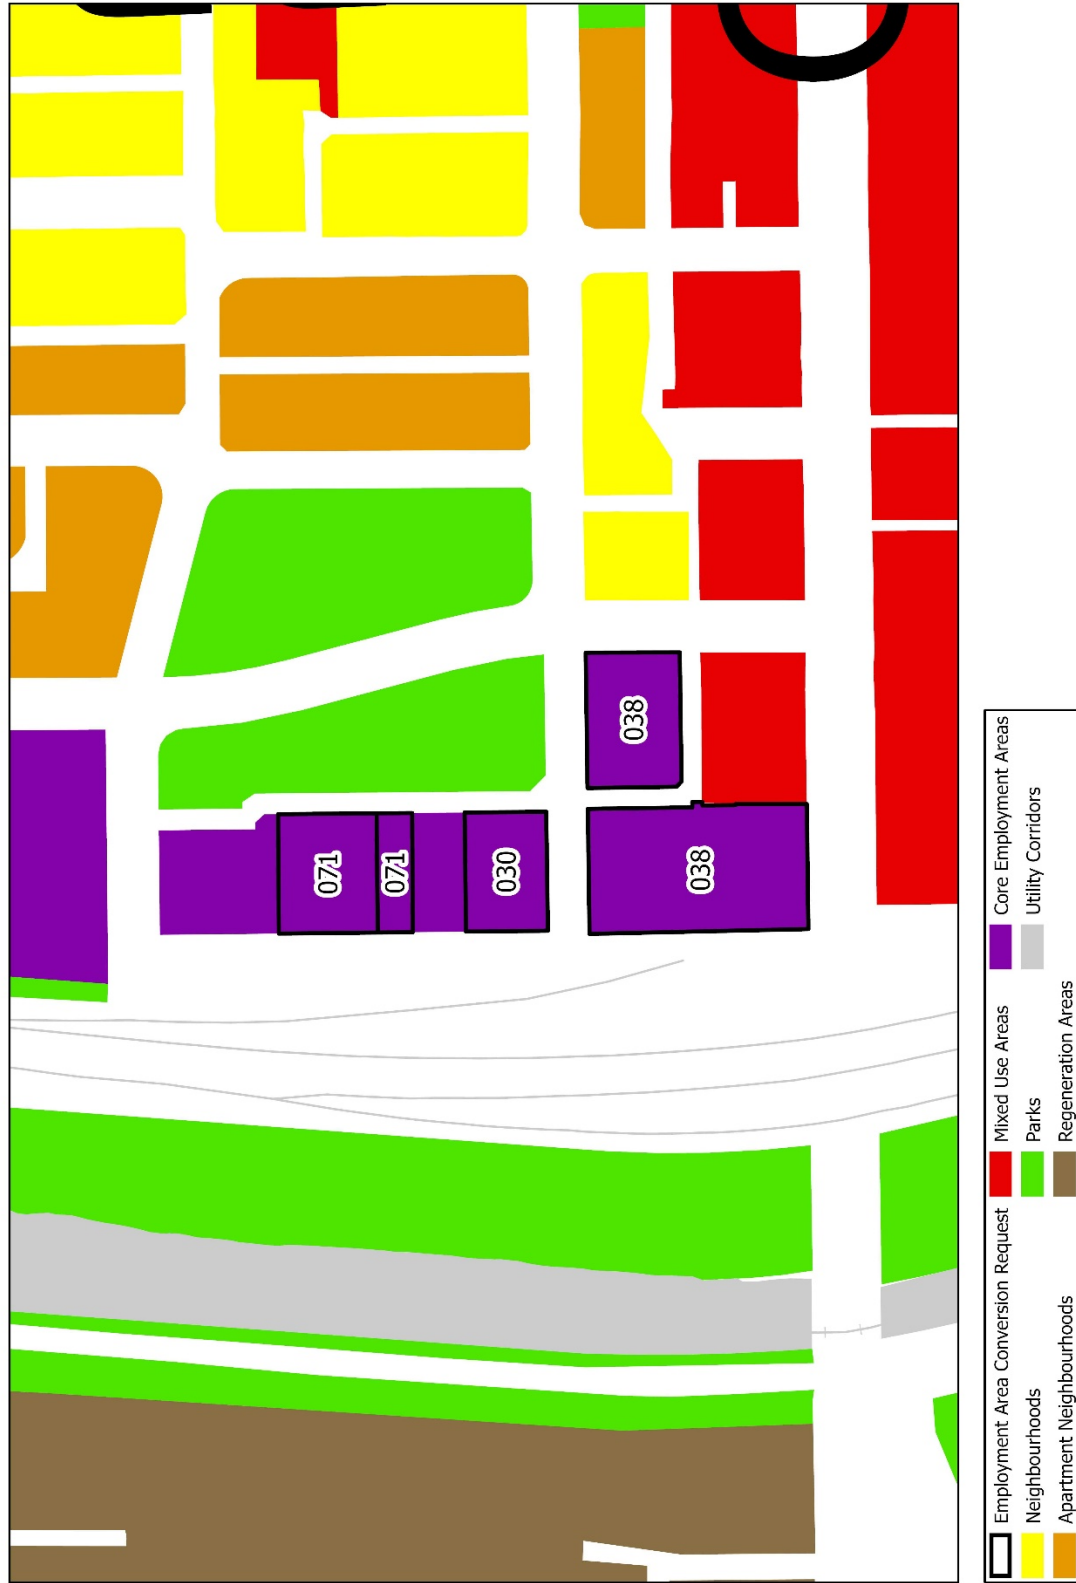 071
071
030
038
038
Employment Area Conversion Request Mixed Use Areas Core Employment Areas
Neighbourhoods Parks Utility Corridors
Apartment Neighbourhoods Regeneration Areas